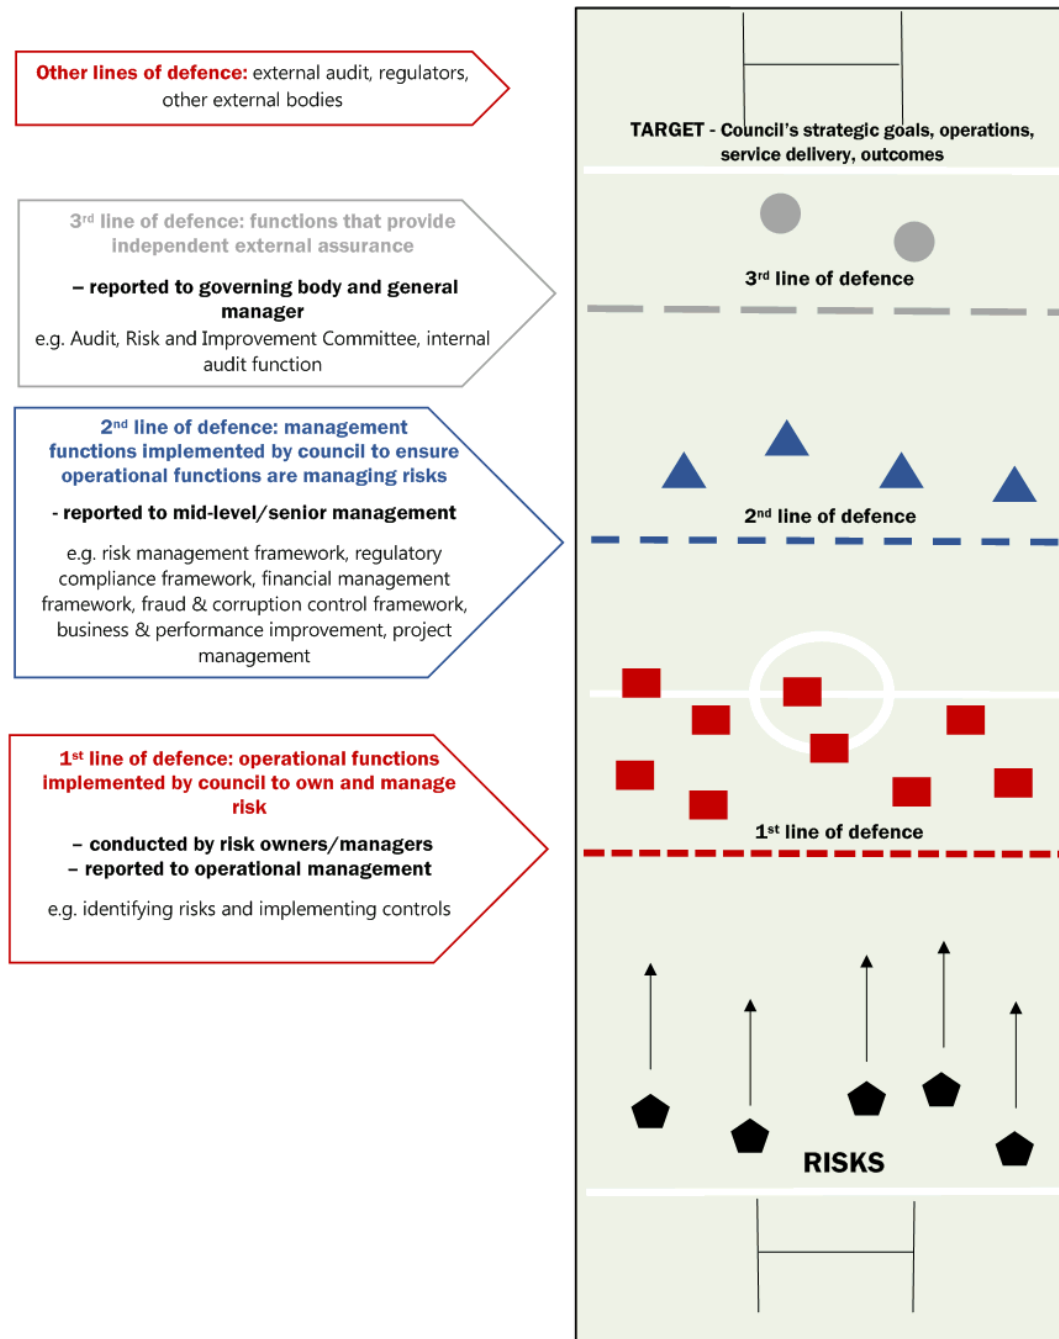 Other lines of defence: external audit, regulators,
other external bodies
3rd line of defence: functions that provide
independent external assurance
– reported to governing body and general
manager
e.g. Audit, Risk and Improvement Committee, internal
audit function
2nd line of defence: management
functions implemented by council to ensure
operational functions are managing risks
- reported to mid-level/senior management
e.g. risk management framework, regulatory
compliance framework, financial management
framework, fraud & corruption control framework,
business & performance improvement, project
management
1st line of defence: operational functions
implemented by council to own and manage
risk
– conducted by risk owners/managers
– reported to operational management
e.g. identifying risks and implementing controls
TARGET - Council's strategic goals, operations,
service delivery, outcomes
3rd line of defence
2nd line of defence
1st line of defence
RISKS